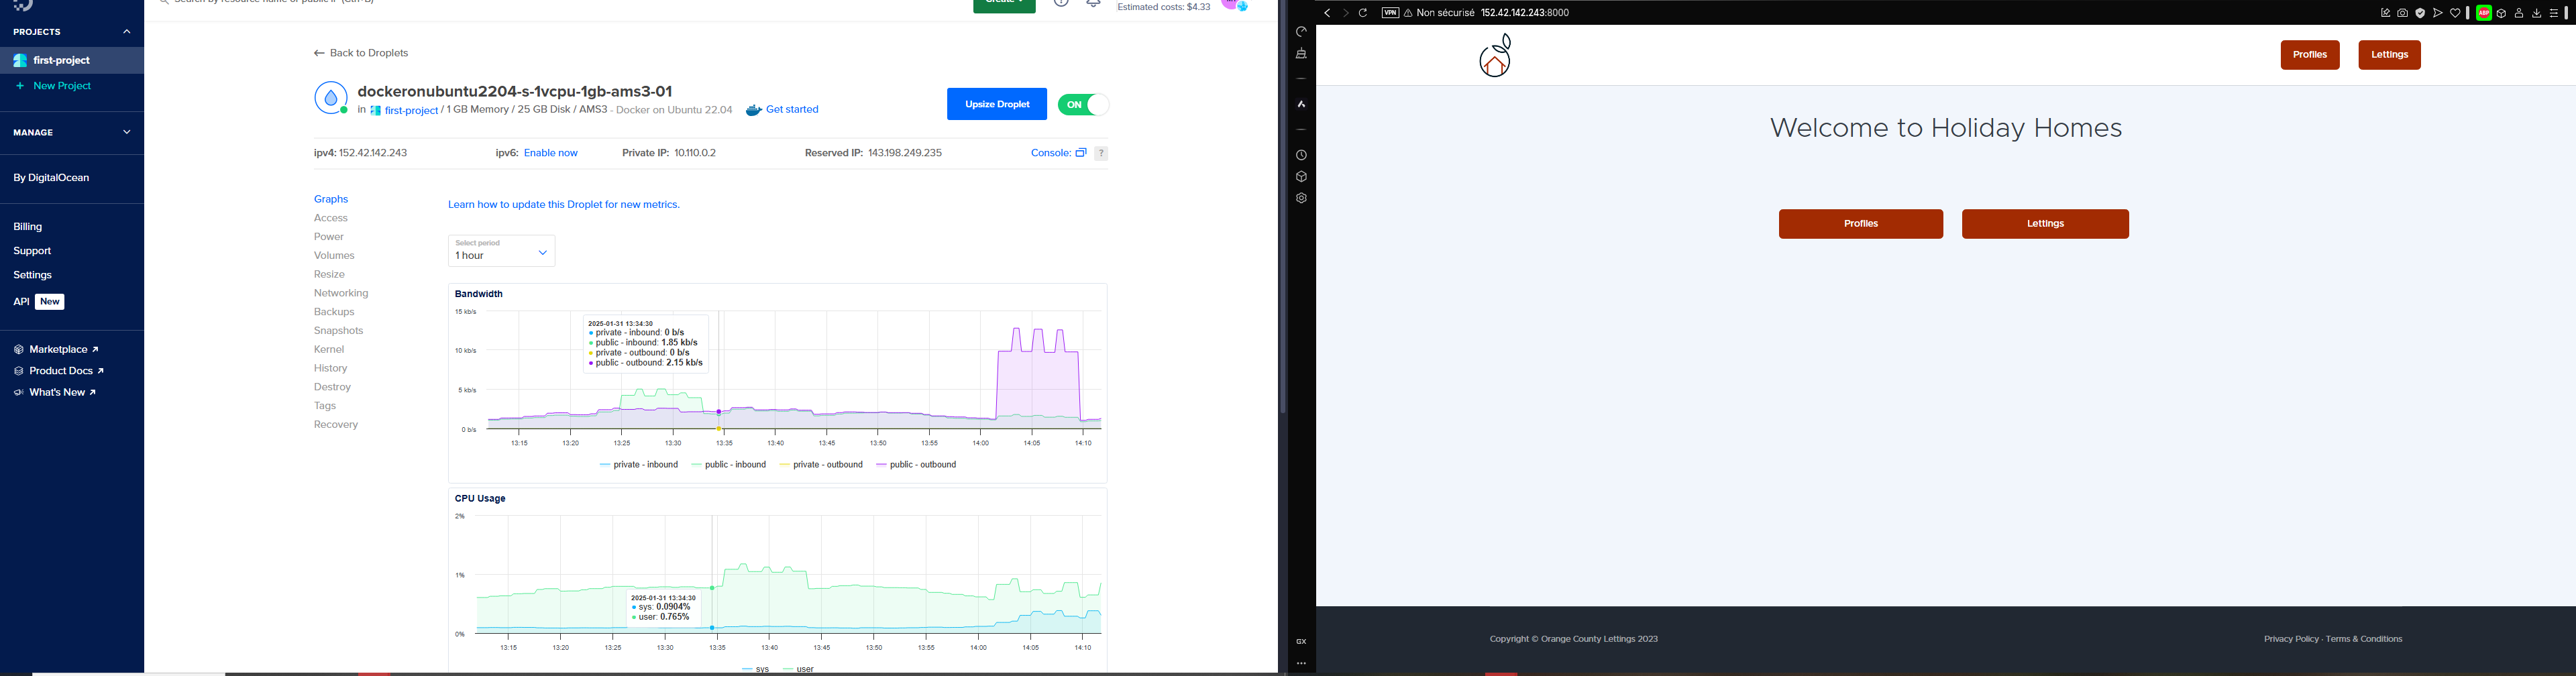 Search by resource name or public IP (Ctrl+B)
Create
Estimated costs: $4.33
PROJECTS
first-project
+ New Project
MANAGE
By DigitalOcean
Billing
Support
Settings
API New
Marketplace ↗
Product Docs ↗
What's New ↗
← Back to Droplets
dockeronubuntu2204-s-1vcpu-1gb-ams3-01
in first-project / 1 GB Memory / 25 GB Disk / AMS3 - Docker on Ubuntu 22.04 Get started
Upsize Droplet
ON
ipv4: 152.42.142.243 ipv6: Enable now Private IP: 10.110.0.2 Reserved IP: 143.198.249.235 Console: ?
Graphs
Access
Power
Volumes
Resize
Networking
Backups
Snapshots
Kernel
History
Destroy
Tags
Recovery
Learn how to update this Droplet for new metrics.
Select period
1 hour
Bandwidth
15 kb/s
10 kb/s
5 kb/s
0 b/s
2025-01-31 13:34:30
private - inbound: 0 b/s
public - inbound: 1.85 kb/s
private - outbound: 0 b/s
public - outbound: 2.15 kb/s
13:15 13:20 13:25 13:30 13:35 13:40 13:45 13:50 13:55 14:00 14:05 14:10
private - inbound public - inbound private - outbound public - outbound
CPU Usage
2%
1%
0%
2025-01-31 13:34:30
sys: 0.0904%
user: 0.765%
13:15 13:20 13:25 13:30 13:35 13:40 13:45 13:50 13:55 14:00 14:05 14:10
sys user
GX
VPN Non sécurisé 152.42.142.243:8000
ABP
Profiles Lettings
Welcome to Holiday Homes
Profiles Lettings
Copyright © Orange County Lettings 2023
Privacy Policy · Terms & Conditions